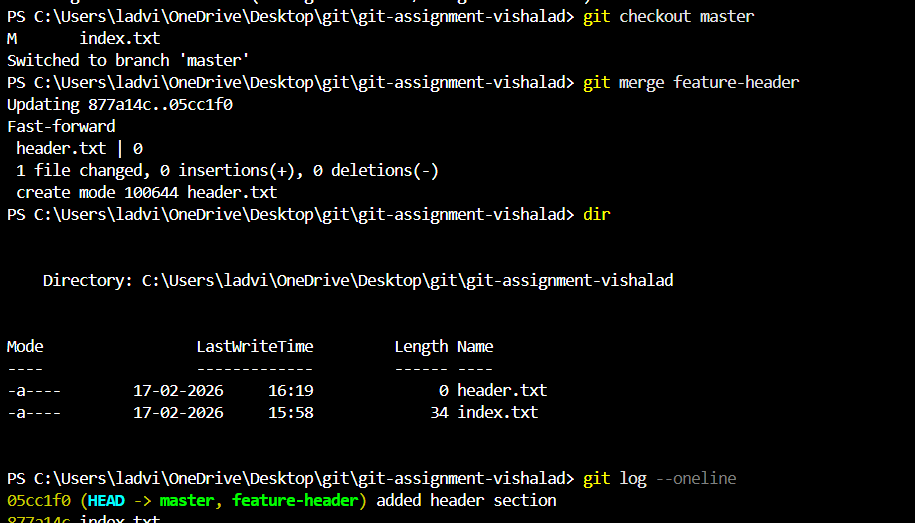 PS C:\Users\ladvi\OneDrive\Desktop\git\git-assignment-vishalad> git checkout master
M       index.txt
Switched to branch 'master'
PS C:\Users\ladvi\OneDrive\Desktop\git\git-assignment-vishalad> git merge feature-header
Updating 877a14c..05cc1f0
Fast-forward
 header.txt | 0
 1 file changed, 0 insertions(+), 0 deletions(-)
 create mode 100644 header.txt
PS C:\Users\ladvi\OneDrive\Desktop\git\git-assignment-vishalad> dir
    Directory: C:\Users\ladvi\OneDrive\Desktop\git\git-assignment-vishalad
Mode                 LastWriteTime         Length Name
----                 -------------         ------ ----
-a----        17-02-2026     16:19              0 header.txt
-a----        17-02-2026     15:58             34 index.txt
PS C:\Users\ladvi\OneDrive\Desktop\git\git-assignment-vishalad> git log --oneline
05cc1f0 (HEAD -> master, feature-header) added header section
877a14c index.txt